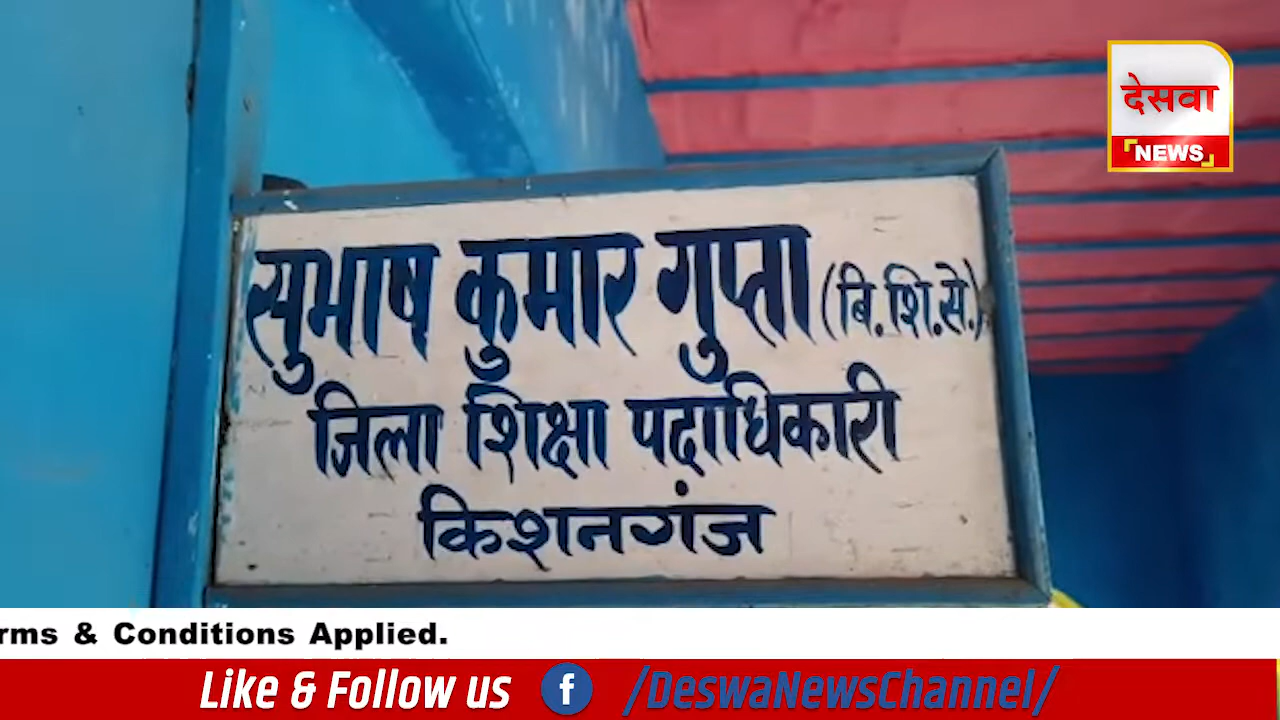 देसवा
NEWS
सुभाष कुमार गुप्ता (बि.शि.से.)
जिला शिक्षा पदाधिकारी
किशनगंज
rms & Conditions Applied.
Like & Follow us f /DeswaNewsChannel/